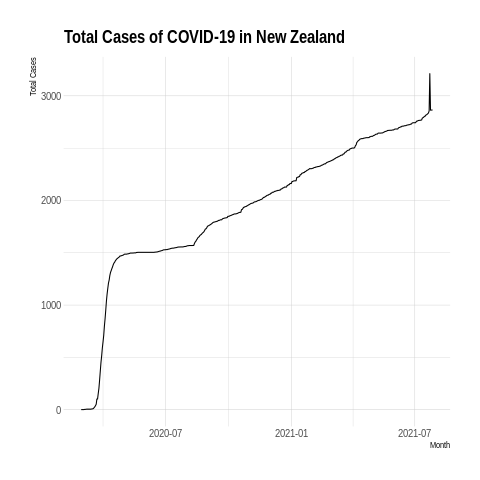 Total Cases of COVID-19 in New Zealand
Total Cases
3000
2000
1000
0
2020-07 2021-01 2021-07
Month